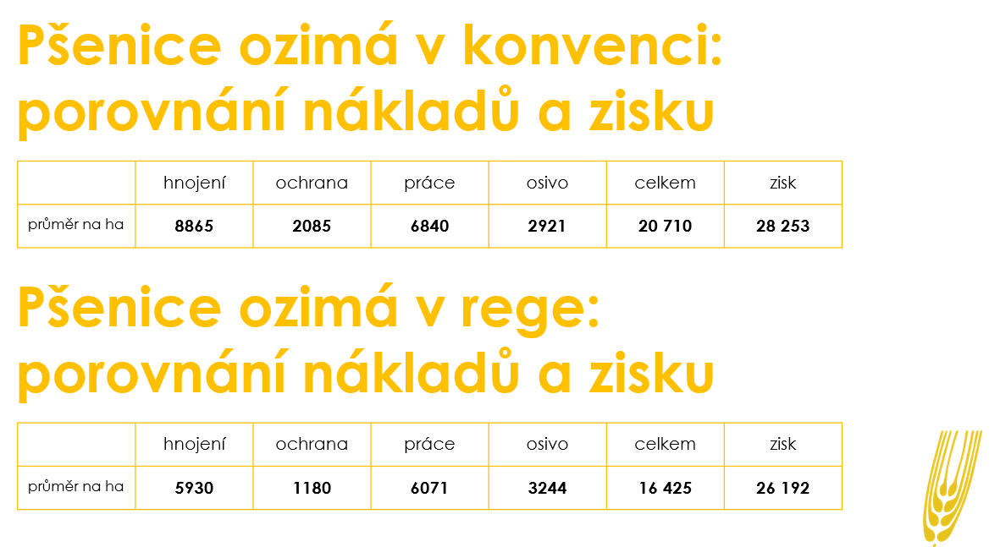 Pšenice ozimá v konvenci:
porovnání nákladů a zisku
hnojení ochrana práce osivo celkem zisk
průměr na ha 8865 2085 6840 2921 20 710 28 253
Pšenice ozimá v rege:
porovnání nákladů a zisku
hnojení ochrana práce osivo celkem zisk
průměr na ha 5930 1180 6071 3244 16 425 26 192